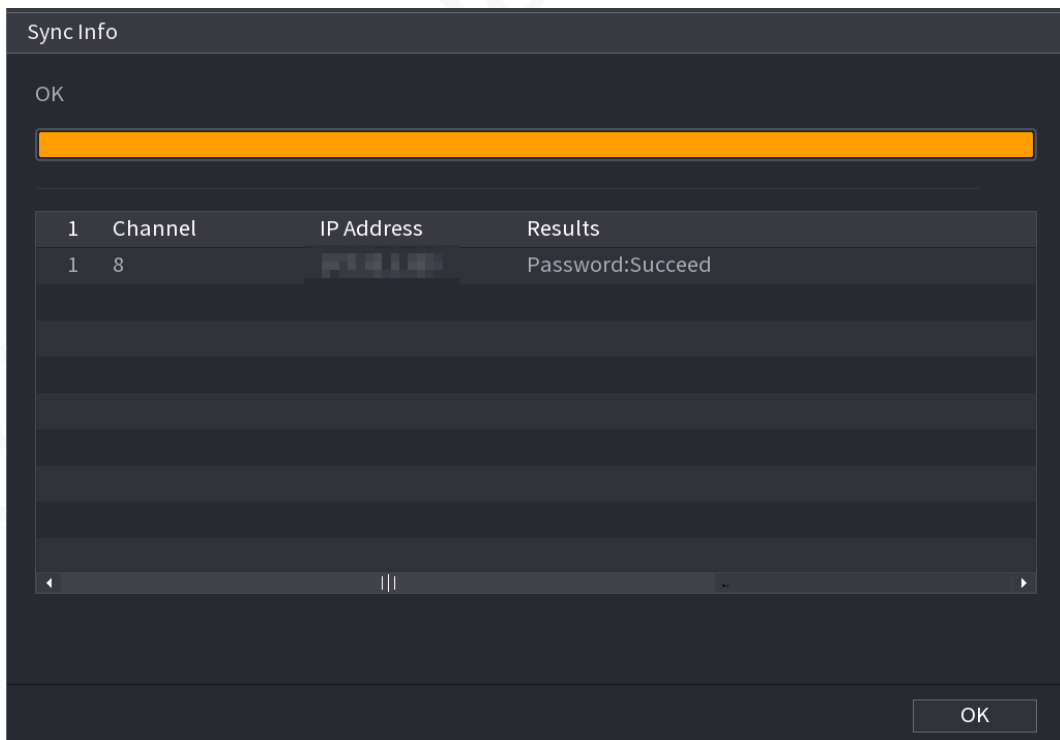 Sync Info
OK
1 Channel IP Address Results
1 8 Password:Succeed
OK